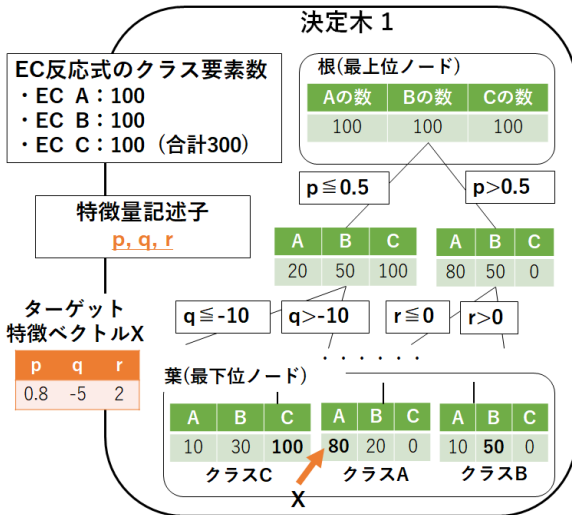 決定木 1
EC反応式のクラス要素数
・EC A：100
・EC B：100
・EC C：100（合計300）
根(最上位ノード)
Aの数 Bの数 Cの数
100 100 100
p≦0.5 p>0.5
特徴量記述子
p, q, r
A B C
20 50 100
A B C
80 50 0
q≦-10 q>-10 r≦0 r>0
ターゲット
特徴ベクトルX
p q r
0.8 -5 2
・・・・・・
葉(最下位ノード)
A B C
10 30 100
クラスC
A B C
80 20 0
クラスA
A B C
10 50 0
クラスB
X